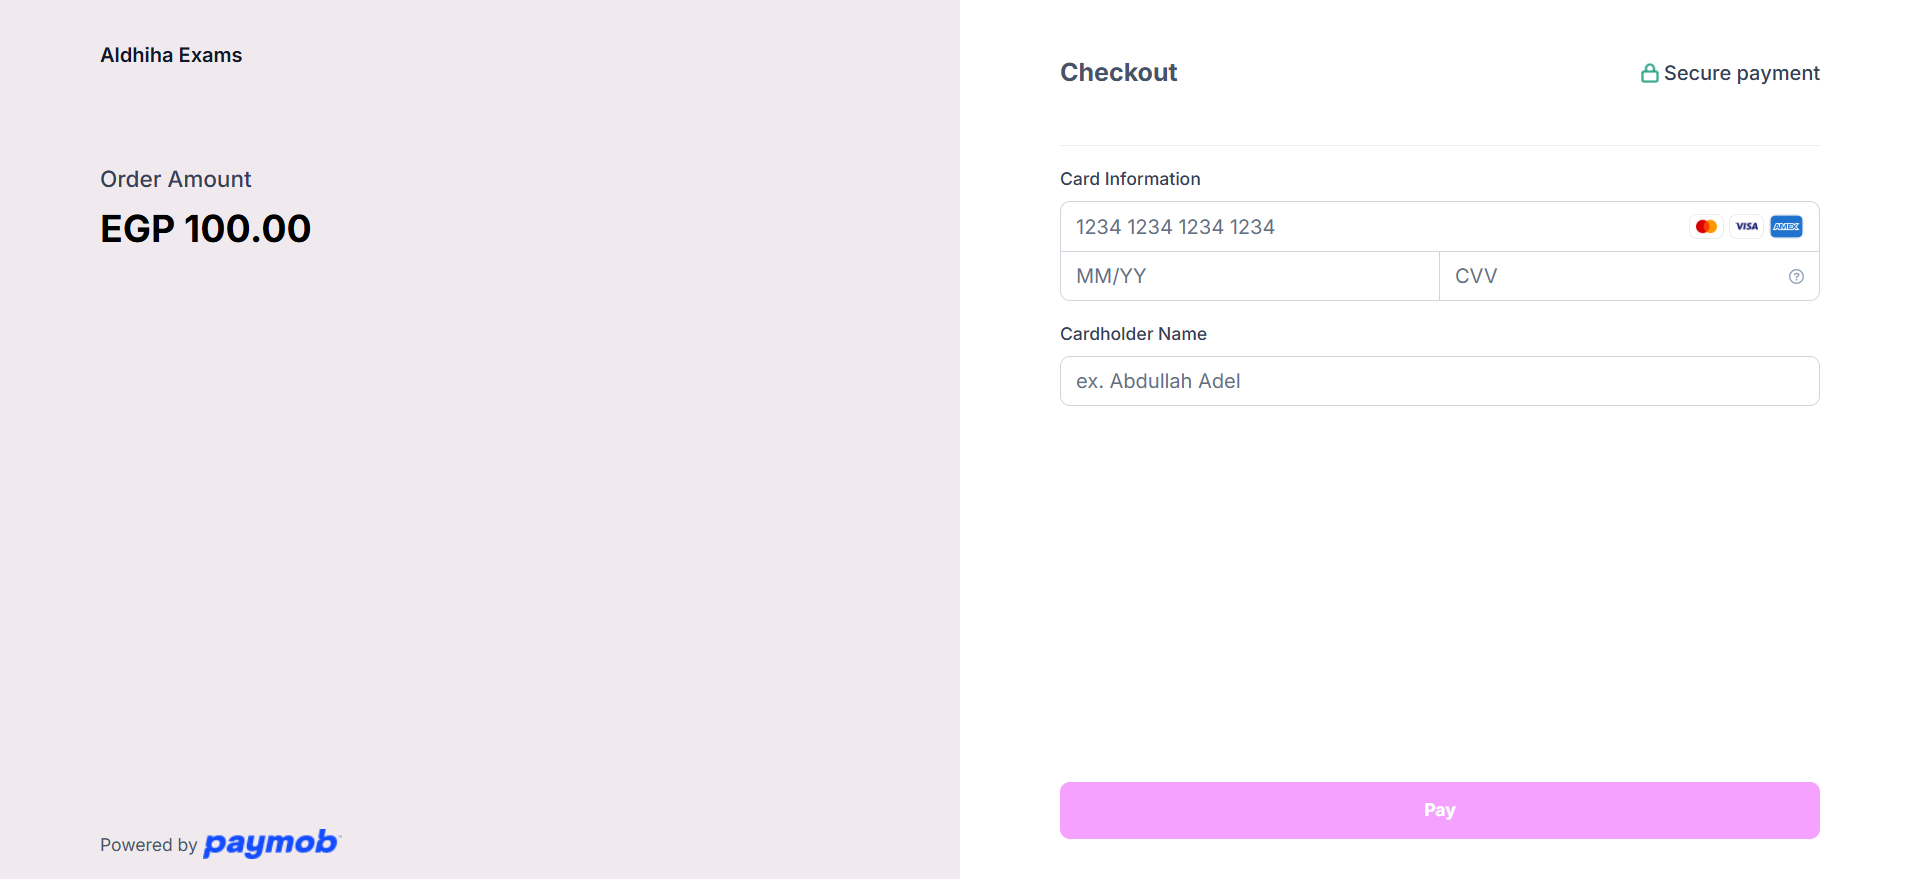 Aldhiha Exams
Order Amount
EGP 100.00
Powered by paymob™
Checkout
Secure payment
Card Information
1234 1234 1234 1234
VISA
AMEX
MM/YY
CVV
?
Cardholder Name
ex. Abdullah Adel
Pay